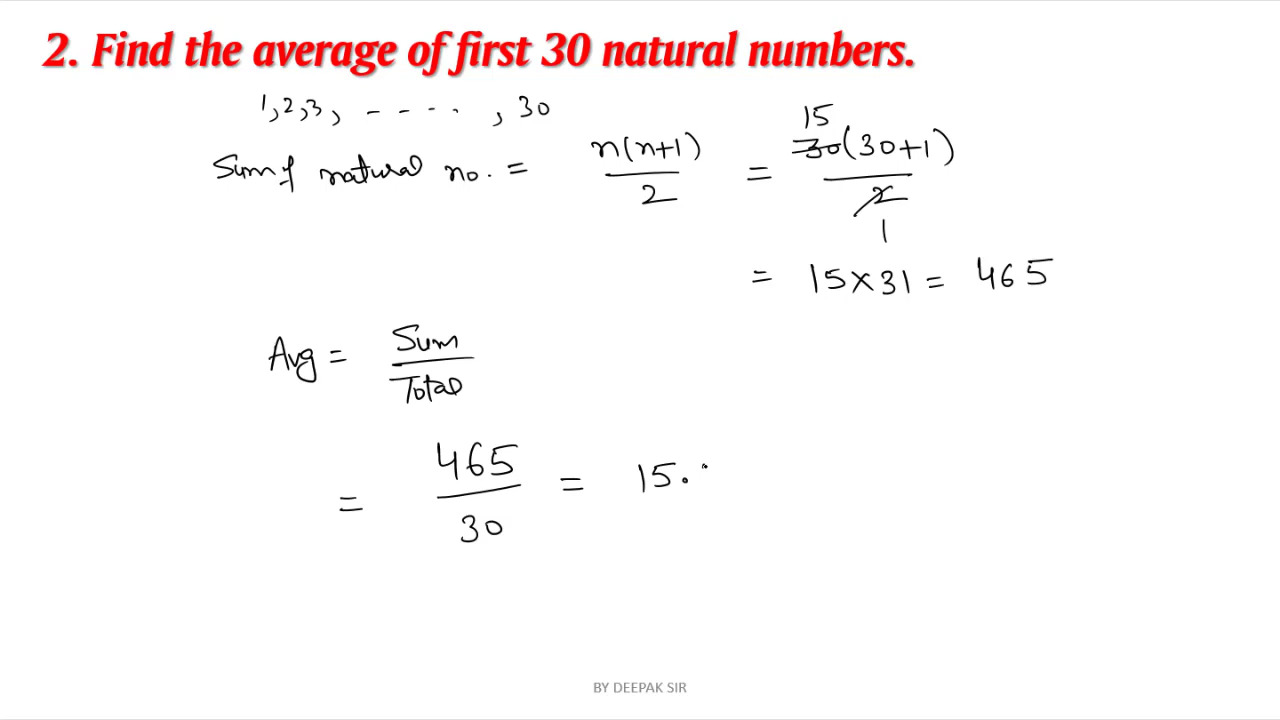 2. Find the average of first 30 natural numbers.
1,2,3, - - - - . , 30
Sum of natural no. = n(n+1)/2 = 15 30(30+1)/2 1
= 15×31 = 465
Avg = Sum/Total
= 465/30 = 15.
BY DEEPAK SIR